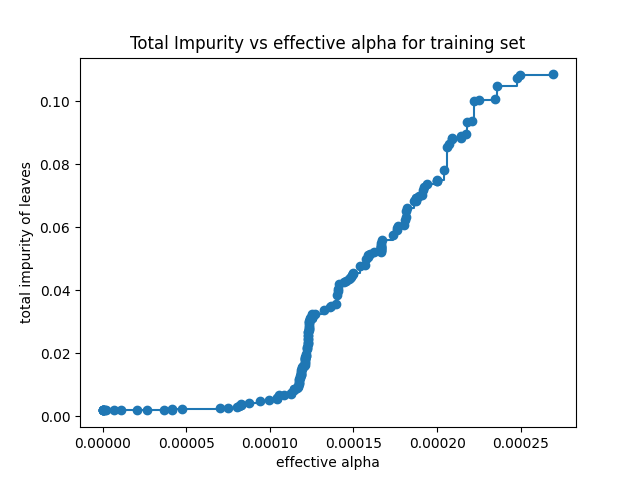 Total Impurity vs effective alpha for training set
total impurity of leaves
0.10
0.08
0.06
0.04
0.02
0.00
0.00000 0.00005 0.00010 0.00015 0.00020 0.00025
effective alpha